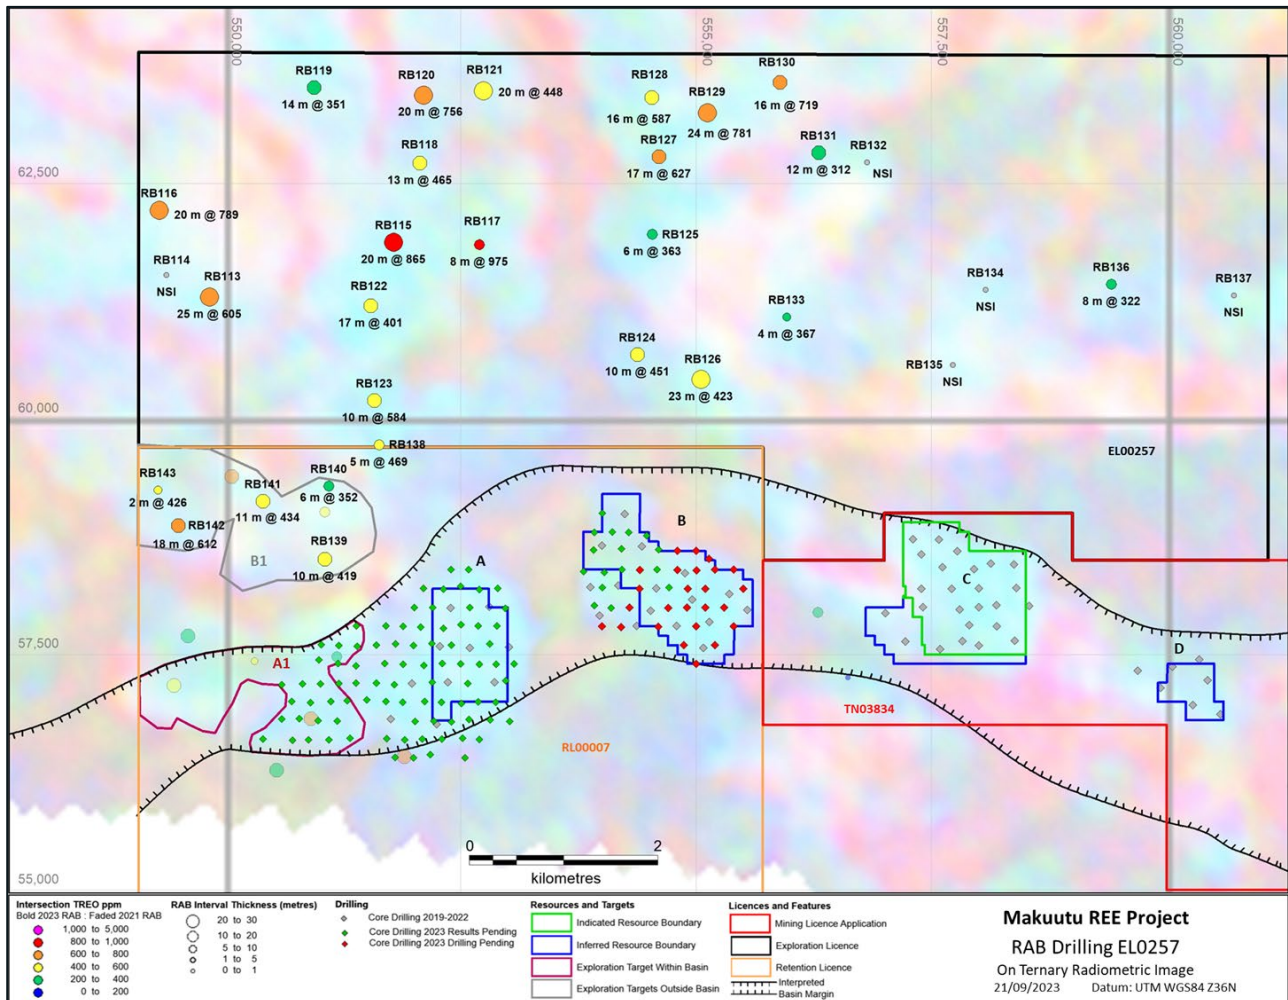 550,000
555,000
557,500
560,000
RB119
14 m @ 351
RB120
20 m @ 756
RB121
20 m @ 448
RB128
16 m @ 587
RB129
24 m @ 781
RB130
16 m @ 719
RB118
13 m @ 465
RB127
17 m @ 627
RB131
12 m @ 312
RB132
NSI
62,500
RB116
20 m @ 789
RB115
20 m @ 865
RB117
8 m @ 975
RB125
6 m @ 363
RB114
NSI
RB113
25 m @ 605
RB122
17 m @ 401
RB133
4 m @ 367
RB134
NSI
RB136
8 m @ 322
RB137
NSI
RB124
10 m @ 451
RB126
23 m @ 423
RB135
NSI
RB123
10 m @ 584
60,000
RB138
5 m @ 469
EL00257
RB143
2 m @ 426
RB141
11 m @ 434
RB140
6 m @ 352
RB142
18 m @ 612
RB139
10 m @ 419
B1
A
B
C
57,500
A1
D
TN03834
RL00007
0
2
kilometres
55,000
Intersection TREO ppm
Bold 2023 RAB : Faded 2021 RAB
1,000 to 5,000
800 to 1,000
600 to 800
400 to 600
200 to 400
0 to 200
RAB Interval Thickness (metres)
20 to 30
10 to 20
5 to 10
1 to 5
0 to 1
Drilling
Core Drilling 2019-2022
Core Drilling 2023 Results Pending
Core Drilling 2023 Drilling Pending
Resources and Targets
Indicated Resource Boundary
Inferred Resource Boundary
Exploration Target Within Basin
Exploration Targets Outside Basin
Licences and Features
Mining Licence Application
Exploration Licence
Retention Licence
Interpreted
Basin Margin
Makuutu REE Project
RAB Drilling EL0257
On Ternary Radiometric Image
21/09/2023 Datum: UTM WGS84 Z36N